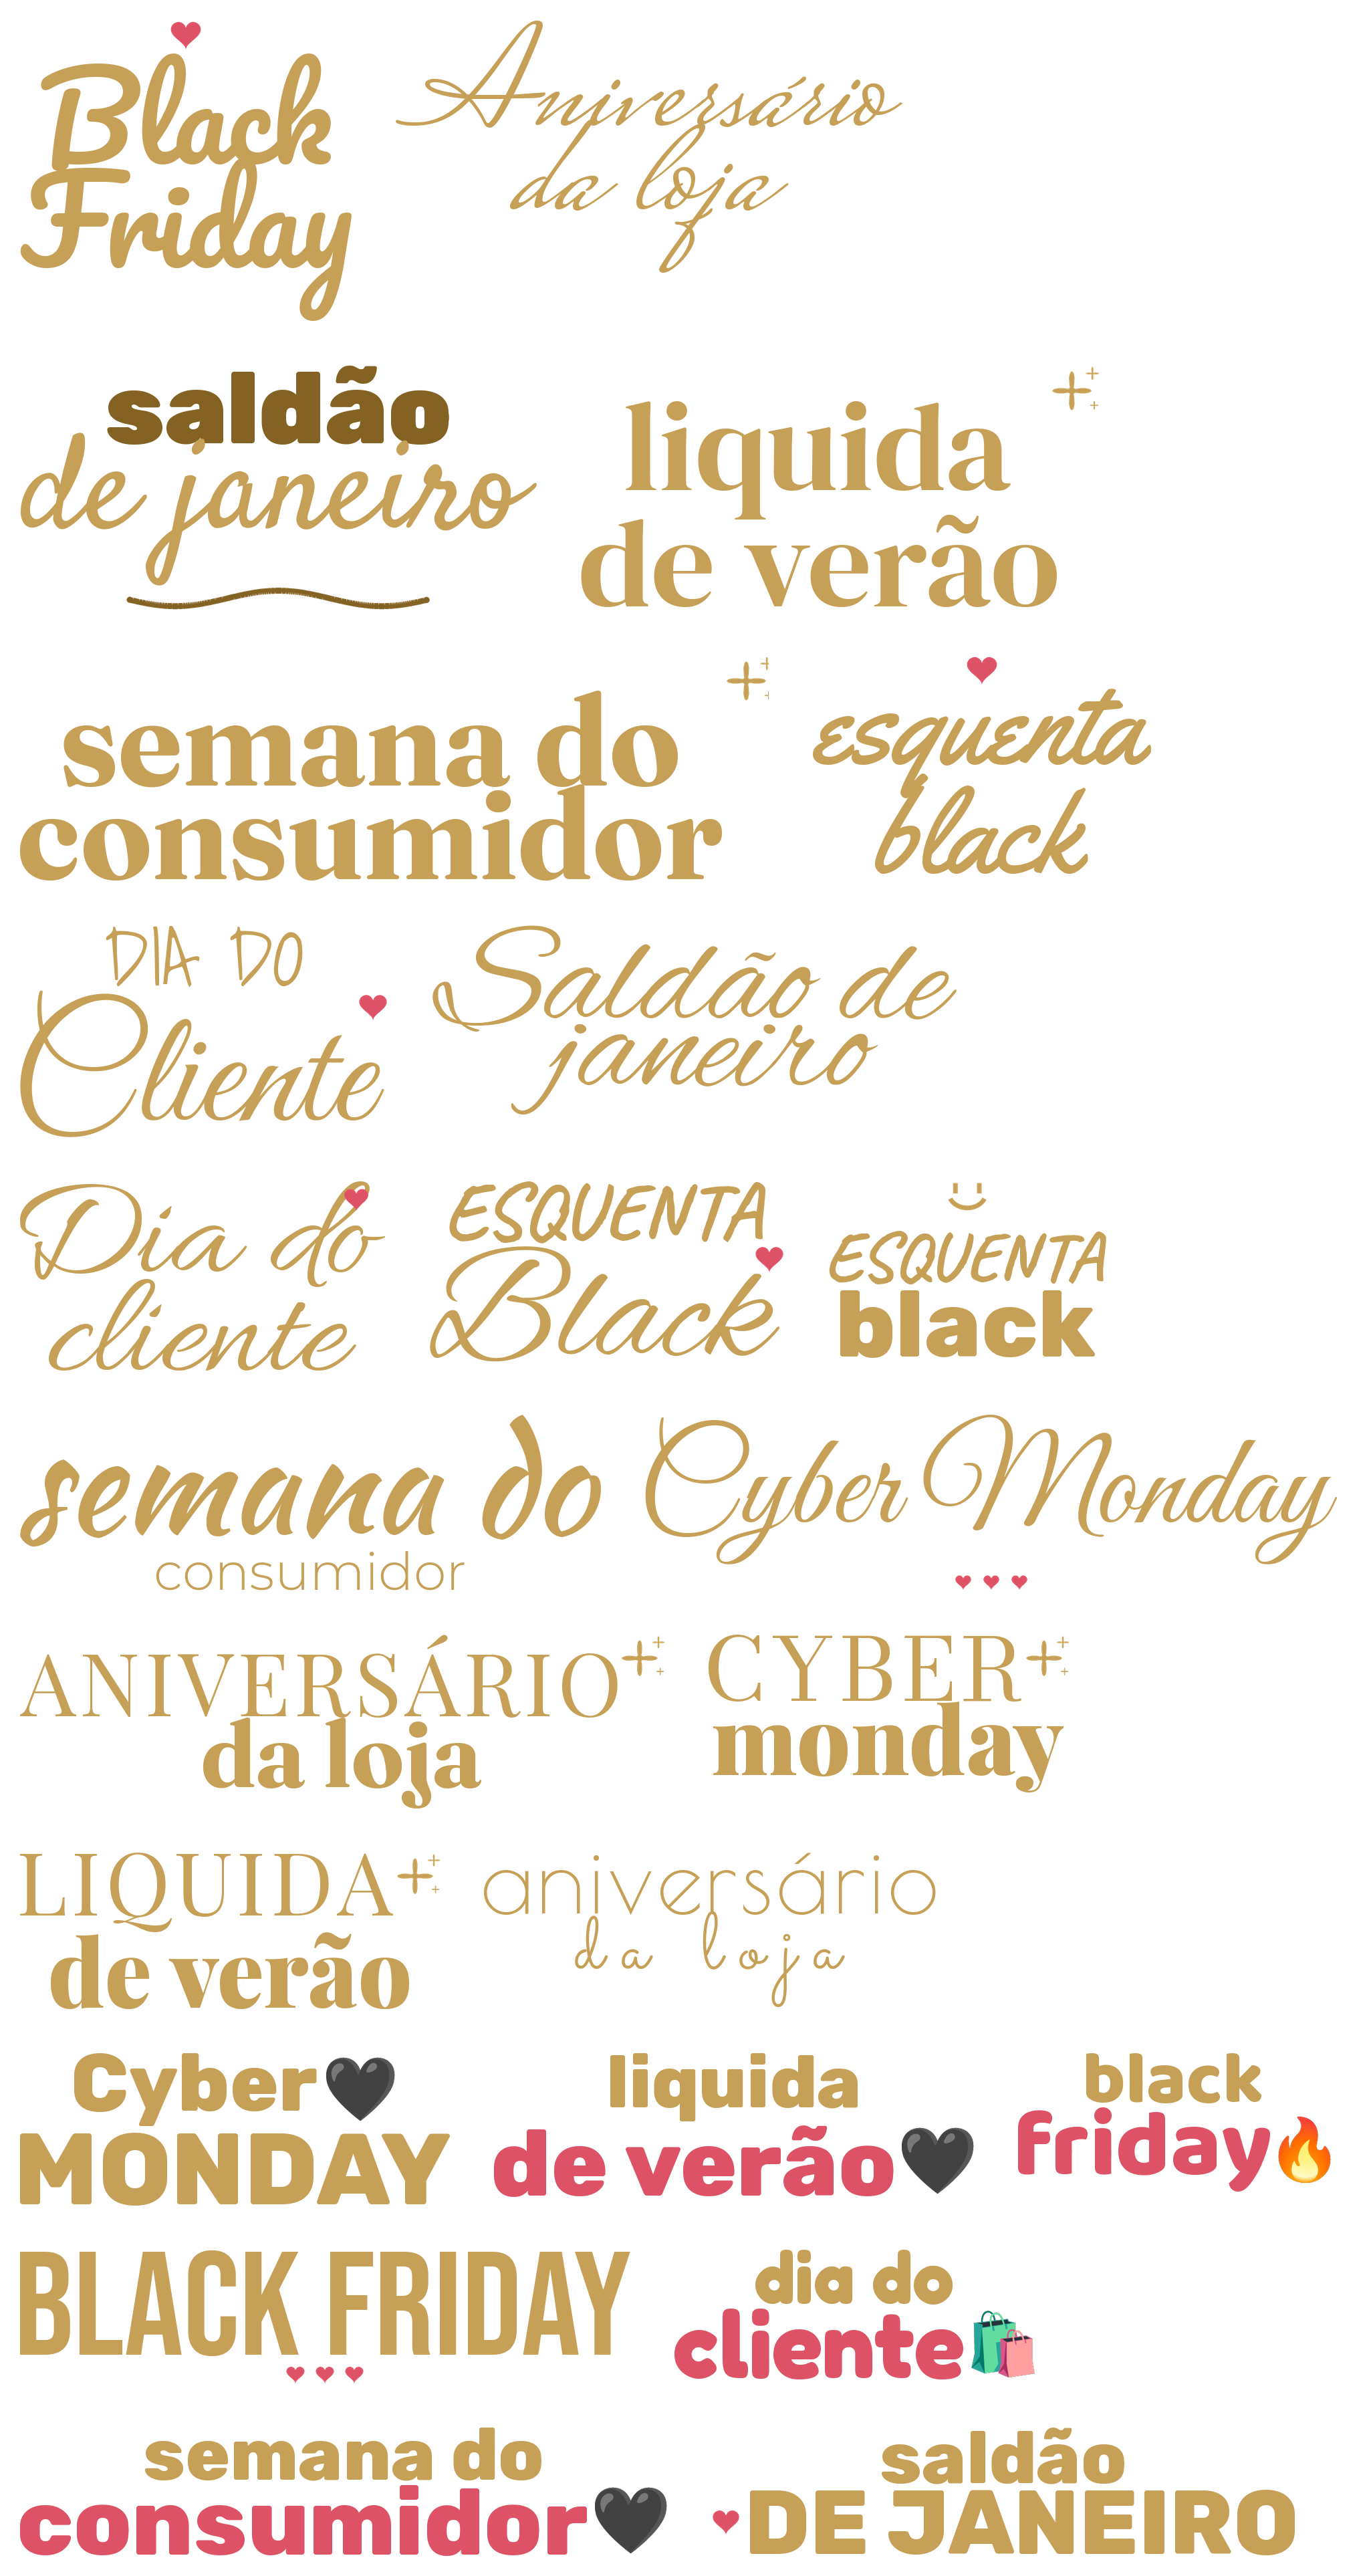 Black
Friday
Aniversário
da loja
saldão
de janeiro
liquida
de verão
semana do
consumidor
esquenta
black
DIA DO
Cliente
Saldão de
janeiro
Dia do
cliente
ESQUENTA
Black
ESQUENTA
black
semana do
consumidor
Cyber Monday
ANIVERSÁRIO
da loja
CYBER
monday
LIQUIDA
de verão
aniversário
da loja
Cyber🖤
MONDAY
liquida
de verão🖤
black
friday🔥
BLACK FRIDAY
dia do
cliente🛍️
semana do
consumidor🖤
saldão
DE JANEIRO